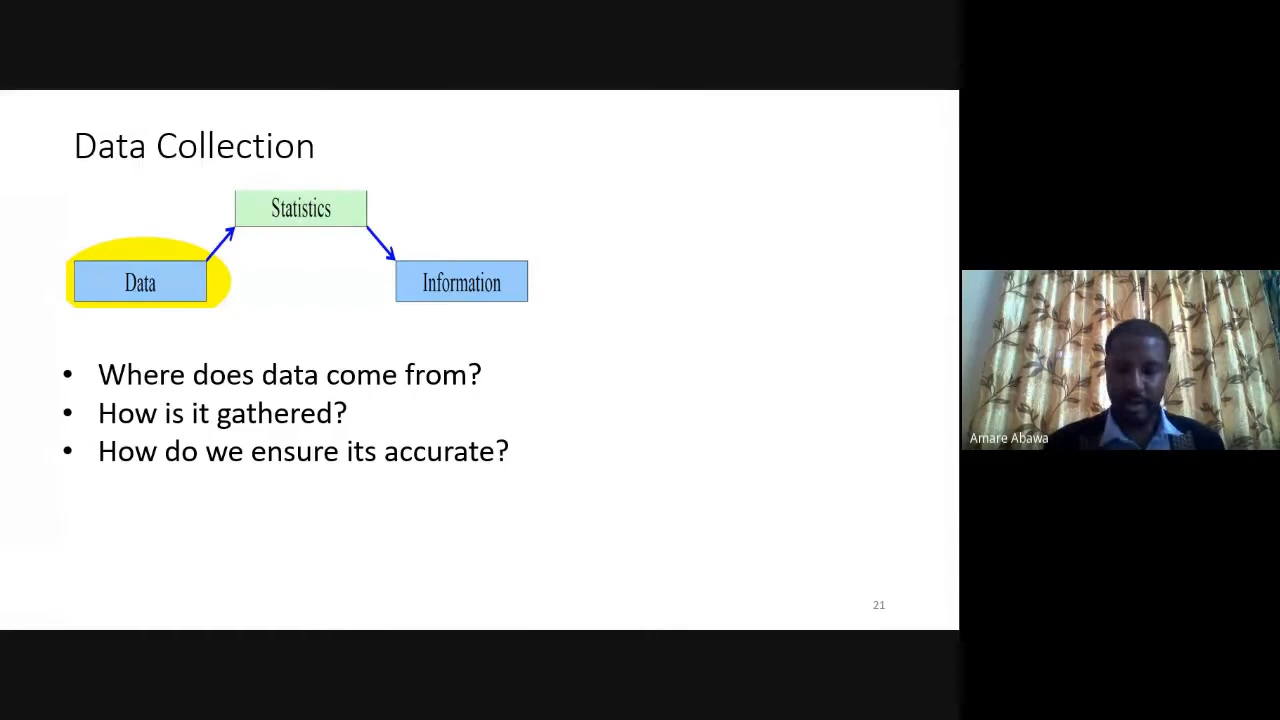 Data Collection
Statistics
Data
Information
• Where does data come from?
• How is it gathered?
• How do we ensure its accurate?
21
Amare Abawa